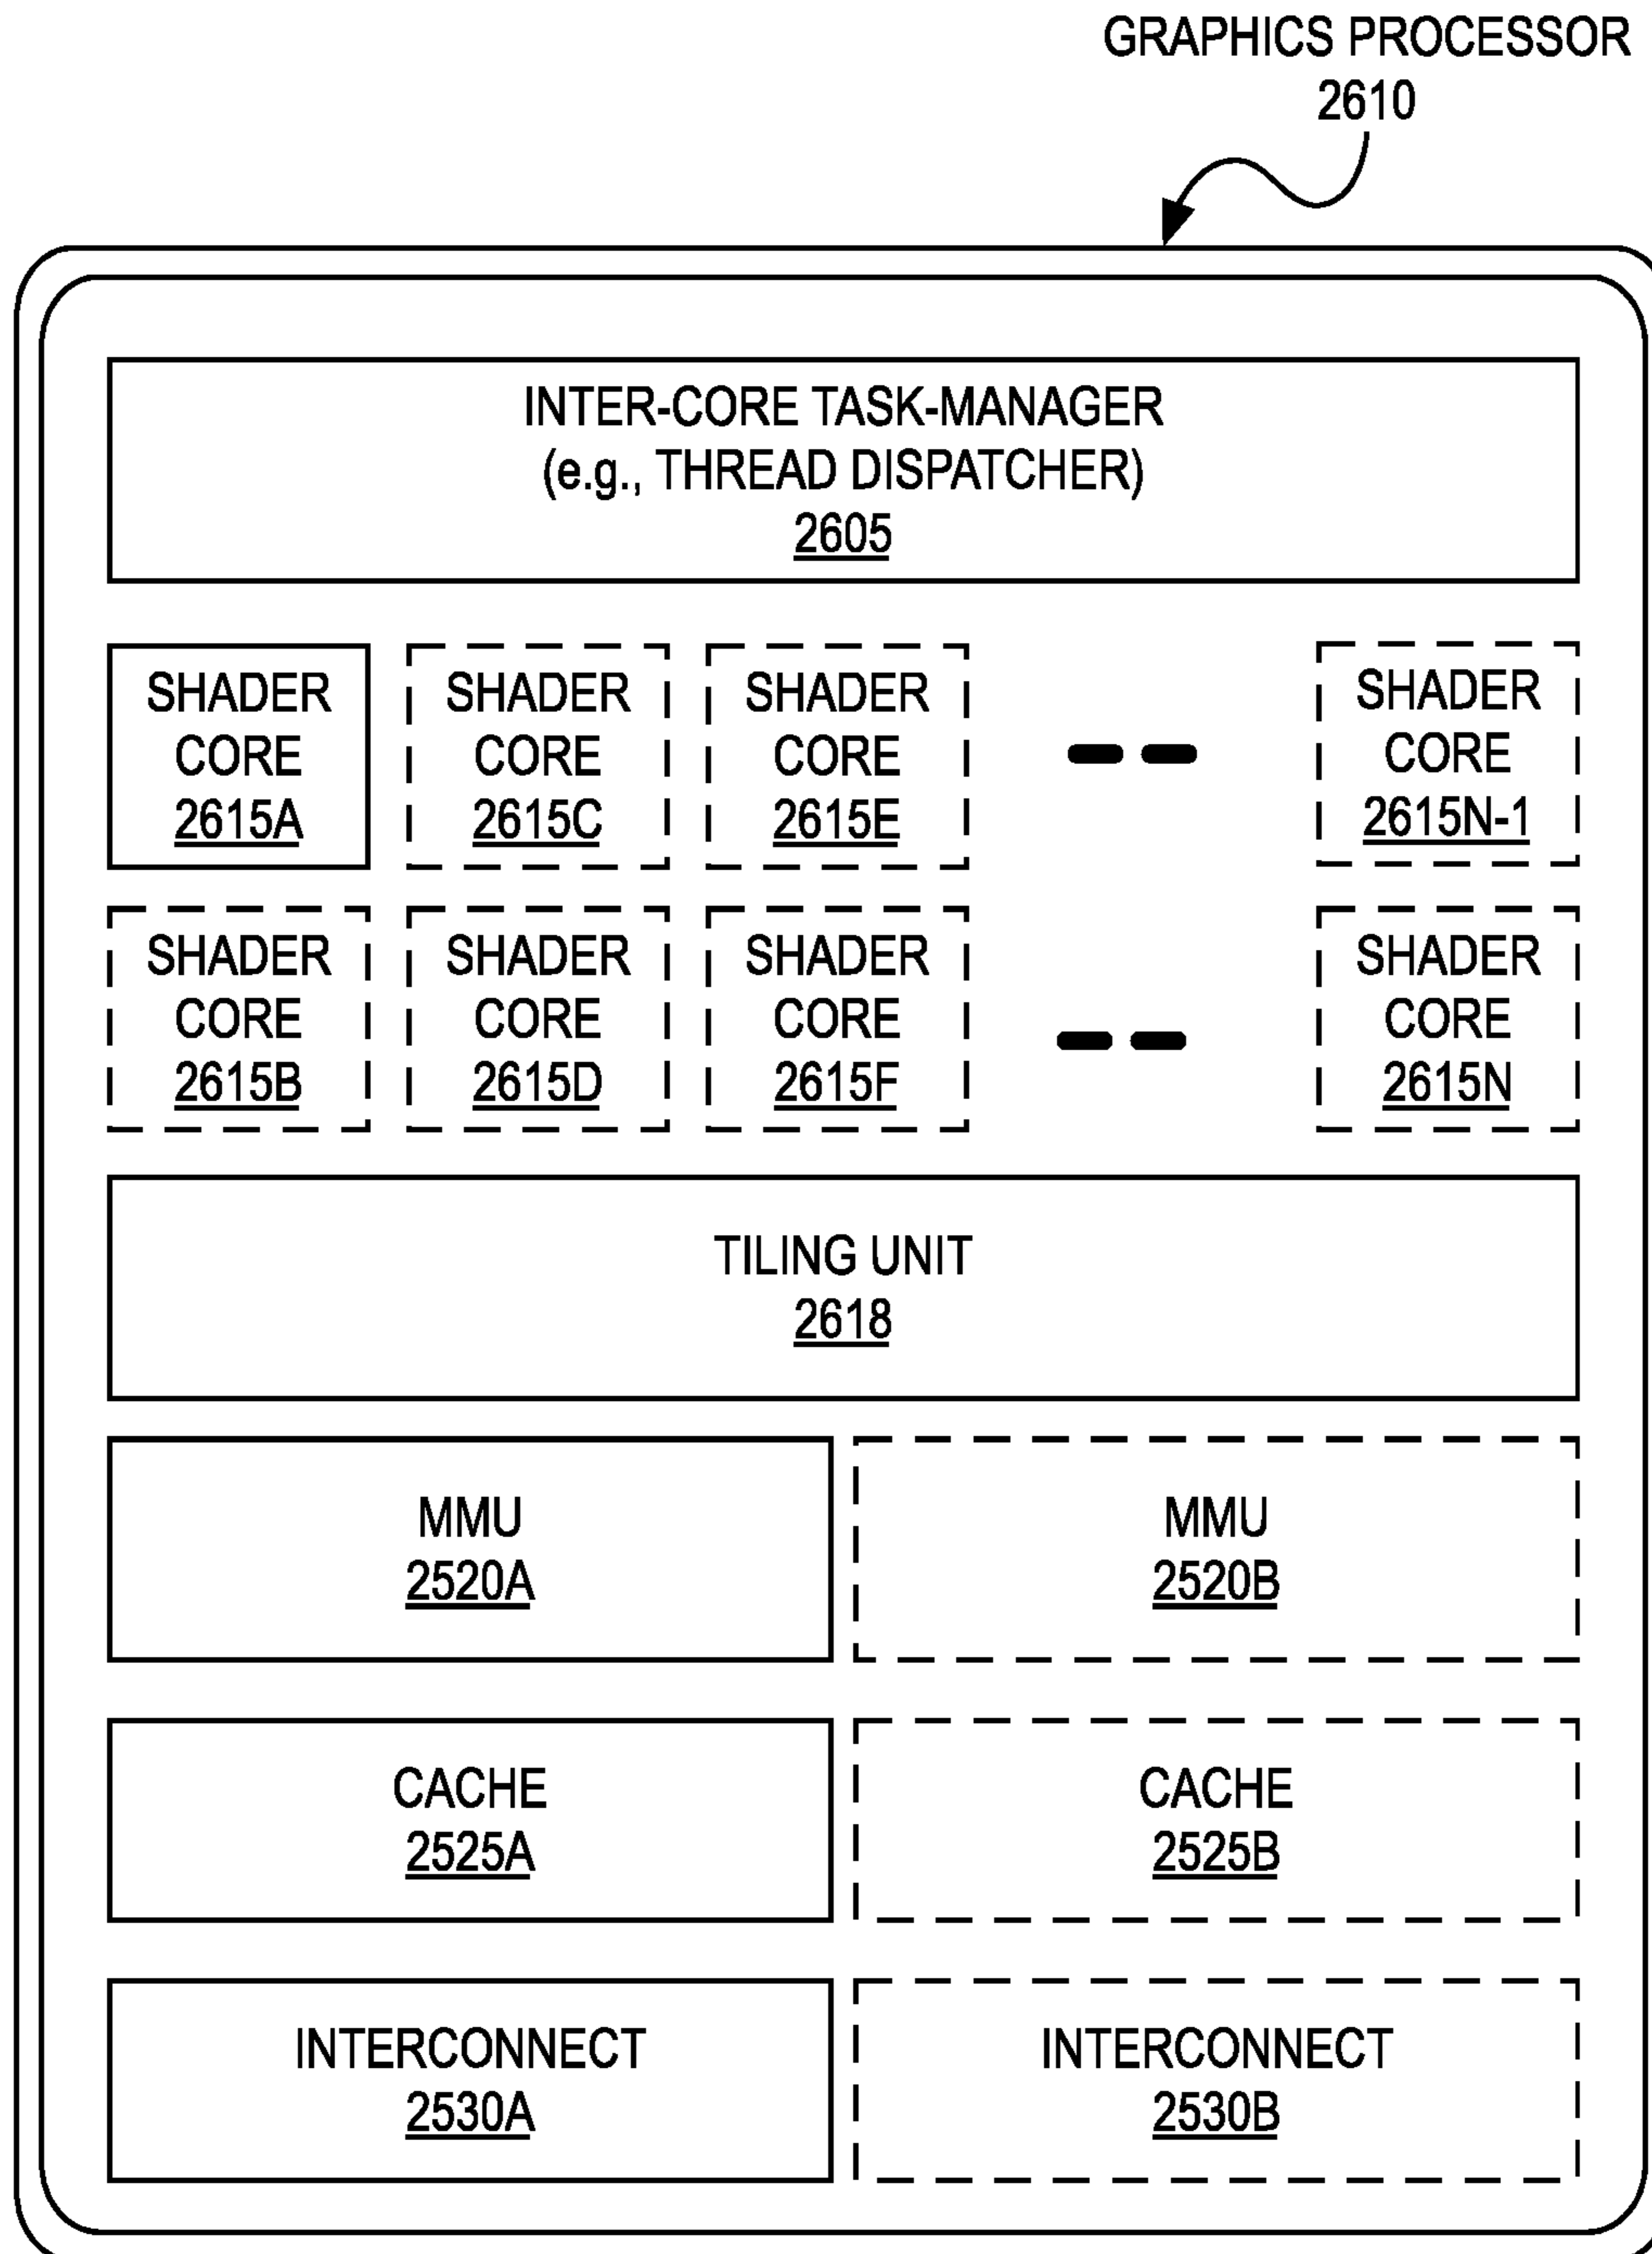 GRAPHICS PROCESSOR
2610
INTER-CORE TASK-MANAGER
(e.g., THREAD DISPATCHER)
2605
SHADER
CORE
2615A
SHADER
CORE
2615C
SHADER
CORE
2615E
SHADER
CORE
2615N-1
SHADER
CORE
2615B
SHADER
CORE
2615D
SHADER
CORE
2615F
SHADER
CORE
2615N
TILING UNIT
2618
MMU
2520A
MMU
2520B
CACHE
2525A
CACHE
2525B
INTERCONNECT
2530A
INTERCONNECT
2530B